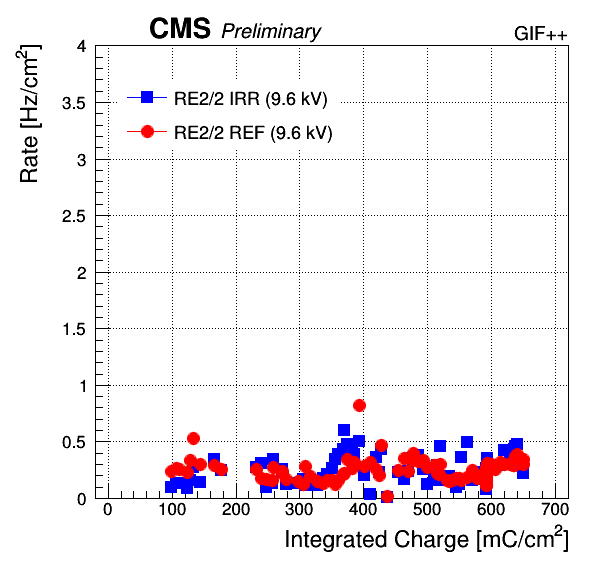 CMS Preliminary GIF++
Rate [Hz/cm²]
4
3.5
3
2.5
2
1.5
1
0.5
0
RE2/2 IRR (9.6 kV)
RE2/2 REF (9.6 kV)
0 100 200 300 400 500 600 700
Integrated Charge [mC/cm²]